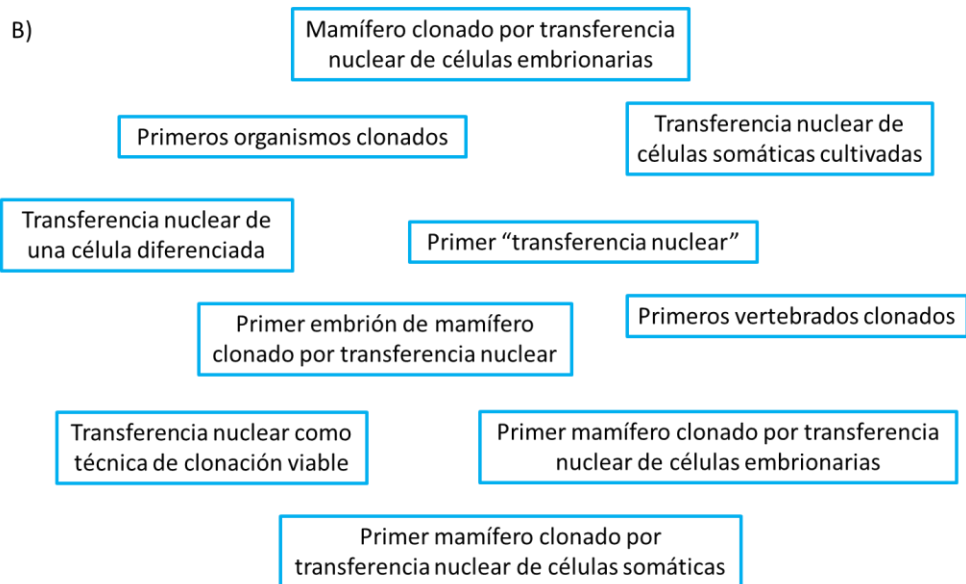 B)
Mamífero clonado por transferencia
nuclear de células embrionarias
Primeros organismos clonados
Transferencia nuclear de
células somáticas cultivadas
Transferencia nuclear de
una célula diferenciada
Primer “transferencia nuclear”
Primer embrión de mamífero
clonado por transferencia nuclear
Primeros vertebrados clonados
Transferencia nuclear como
técnica de clonación viable
Primer mamífero clonado por transferencia
nuclear de células embrionarias
Primer mamífero clonado por
transferencia nuclear de células somáticas